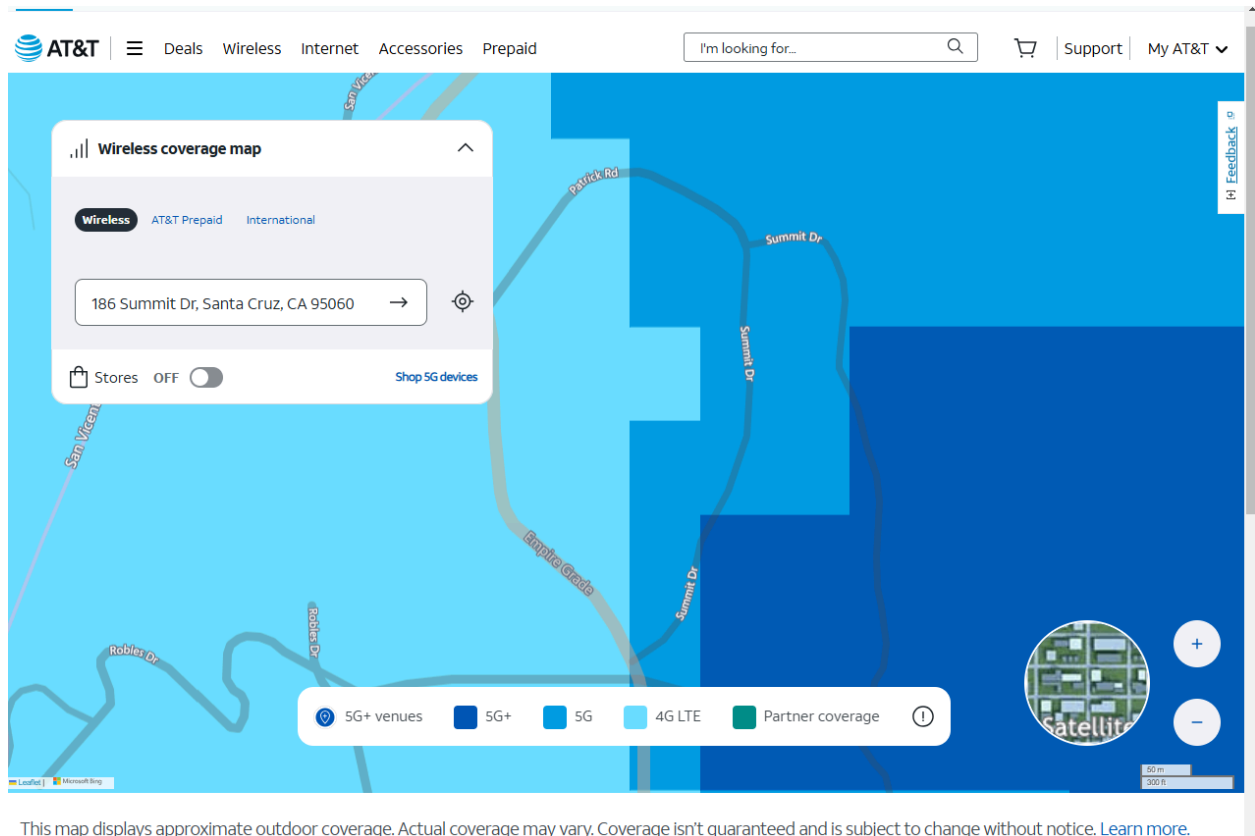 AT&T Deals Wireless Internet Accessories Prepaid I'm looking for... Support My AT&T
San Vicent
Feedback
Wireless coverage map
Patrick Rd
Wireless AT&T Prepaid International
Summit Dr
186 Summit Dr, Santa Cruz, CA 95060
Summit Dr
Stores OFF Shop 5G devices
San Vicent
Empire Grade
Summit Dr
Robles Dr
Robles Dr
5G+ venues 5G+ 5G 4G LTE Partner coverage
Satellite
+
−
50 m
300 ft
Leaflet | Microsoft Bing
This map displays approximate outdoor coverage. Actual coverage may vary. Coverage isn't guaranteed and is subject to change without notice. Learn more.